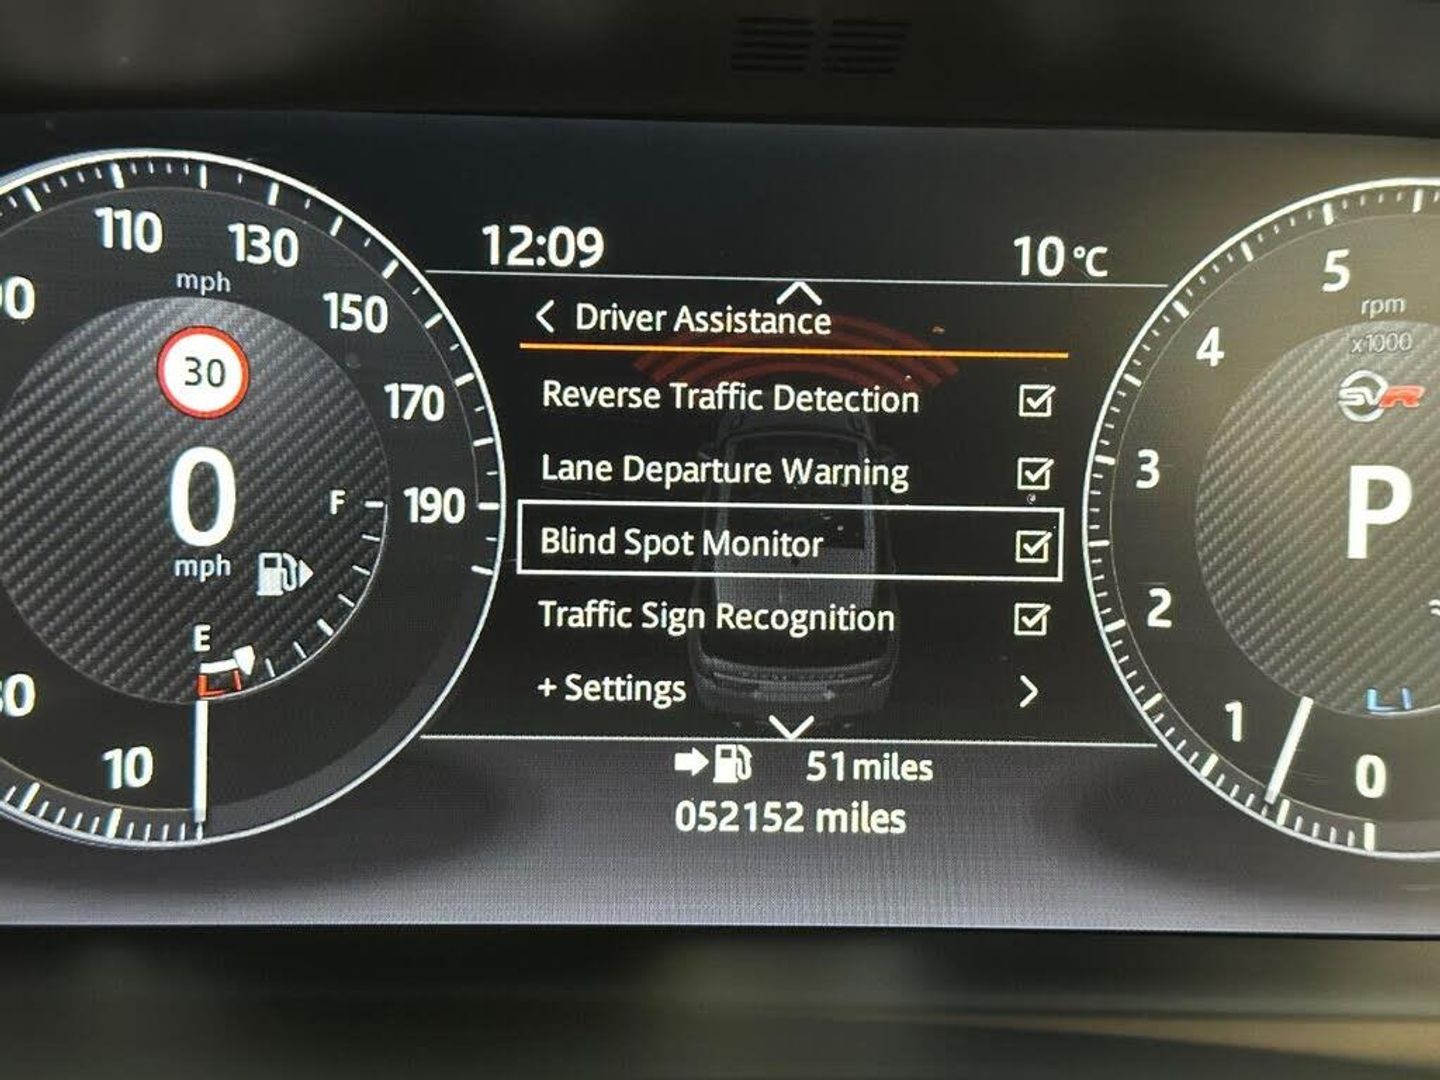 110
130
mph
150
30
170
0
mph
F
190
E
10
12:09
10 °C
Driver Assistance
Reverse Traffic Detection
Lane Departure Warning
Blind Spot Monitor
Traffic Sign Recognition
+ Settings
51 miles
052152 miles
5
rpm
x1000
4
SVR
3
P
2
1
0